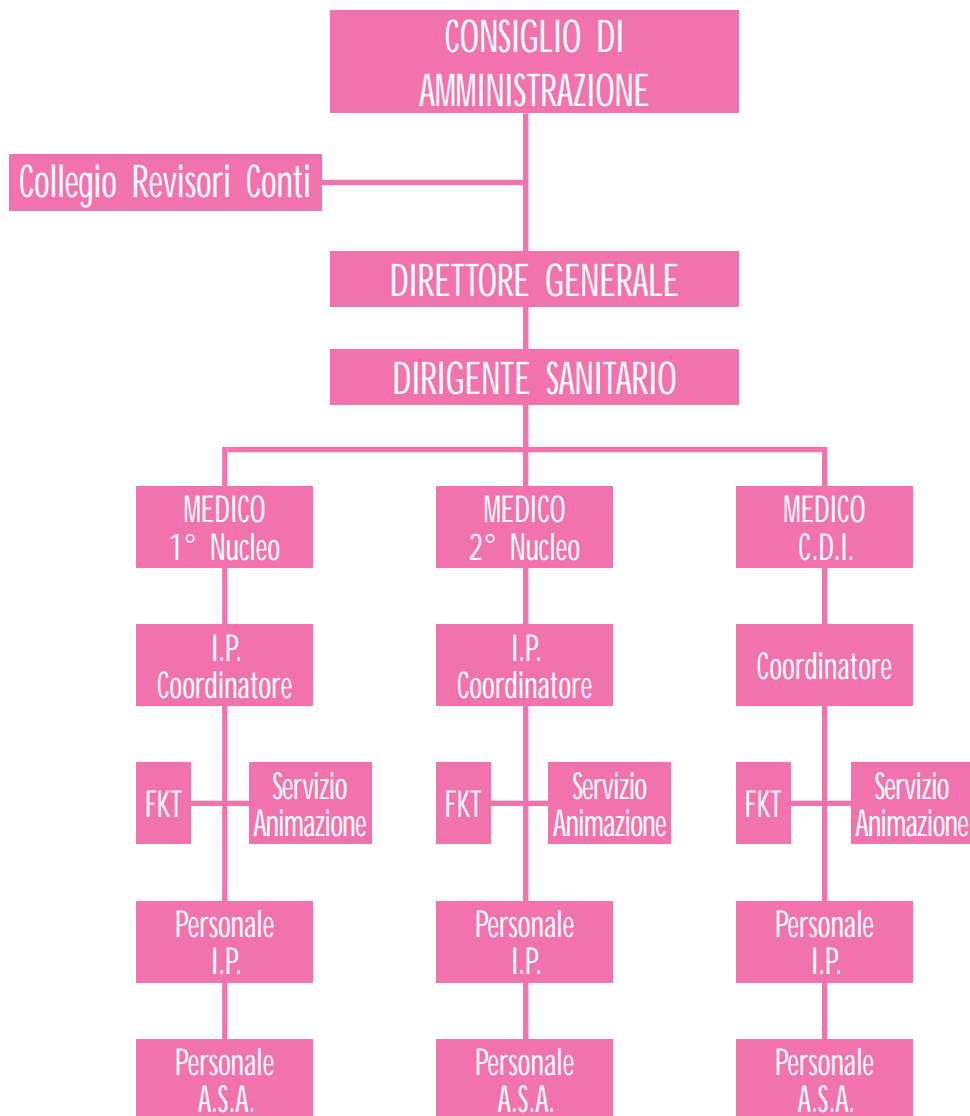 CONSIGLIO DI
AMMINISTRAZIONE
Collegio Revisori Conti
DIRETTORE GENERALE
DIRIGENTE SANITARIO
MEDICO
1° Nucleo
MEDICO
2° Nucleo
MEDICO
C.D.I.
I.P.
Coordinatore
I.P.
Coordinatore
Coordinatore
FKT
Servizio
Animazione
FKT
Servizio
Animazione
FKT
Servizio
Animazione
Personale
I.P.
Personale
I.P.
Personale
I.P.
Personale
A.S.A.
Personale
A.S.A.
Personale
A.S.A.